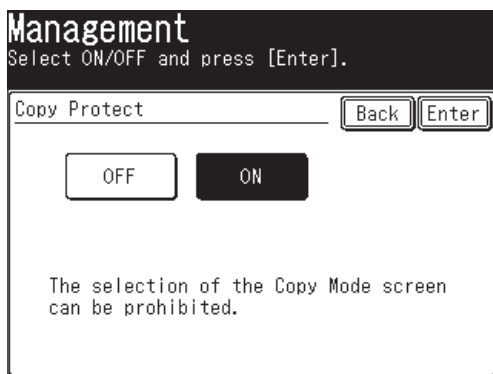 Management
Select ON/OFF and press [Enter].
Copy Protect Back Enter
OFF ON
The selection of the Copy Mode screen
can be prohibited.